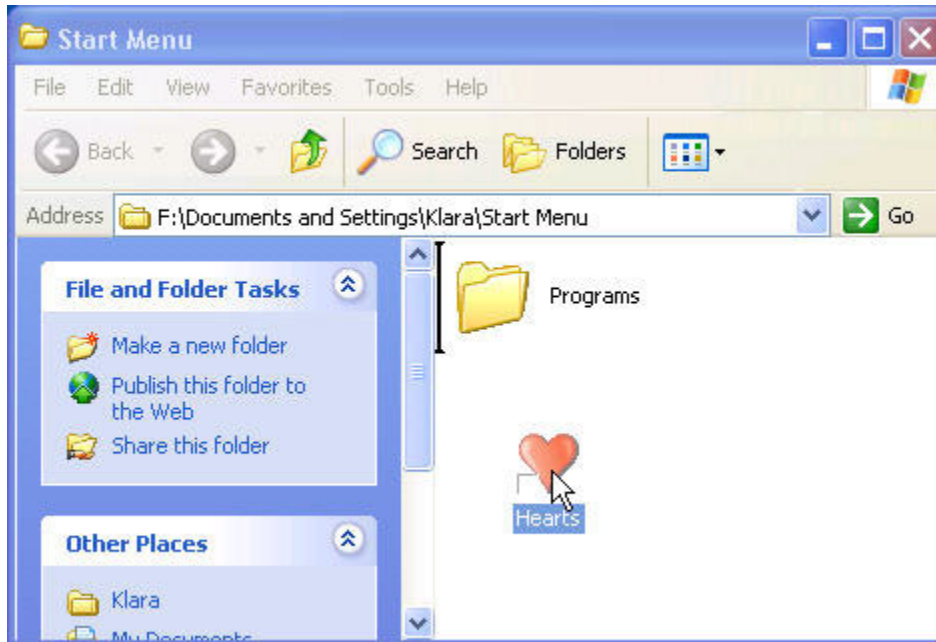 Start Menu
File Edit View Favorites Tools Help
Back Search Folders
Address F:\Documents and Settings\Klara\Start Menu Go
File and Folder Tasks
Make a new folder
Publish this folder to
the Web
Share this folder
Other Places
Klara
My Documents
Programs
Hearts